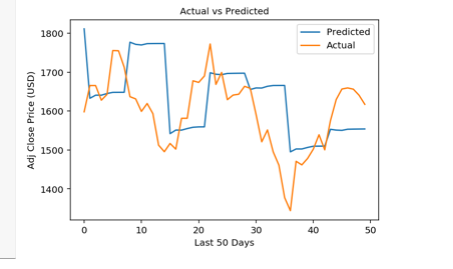 Actual vs Predicted
Predicted
Actual
Adj Close Price (USD)
1800
1700
1600
1500
1400
0 10 20 30 40 50
Last 50 Days